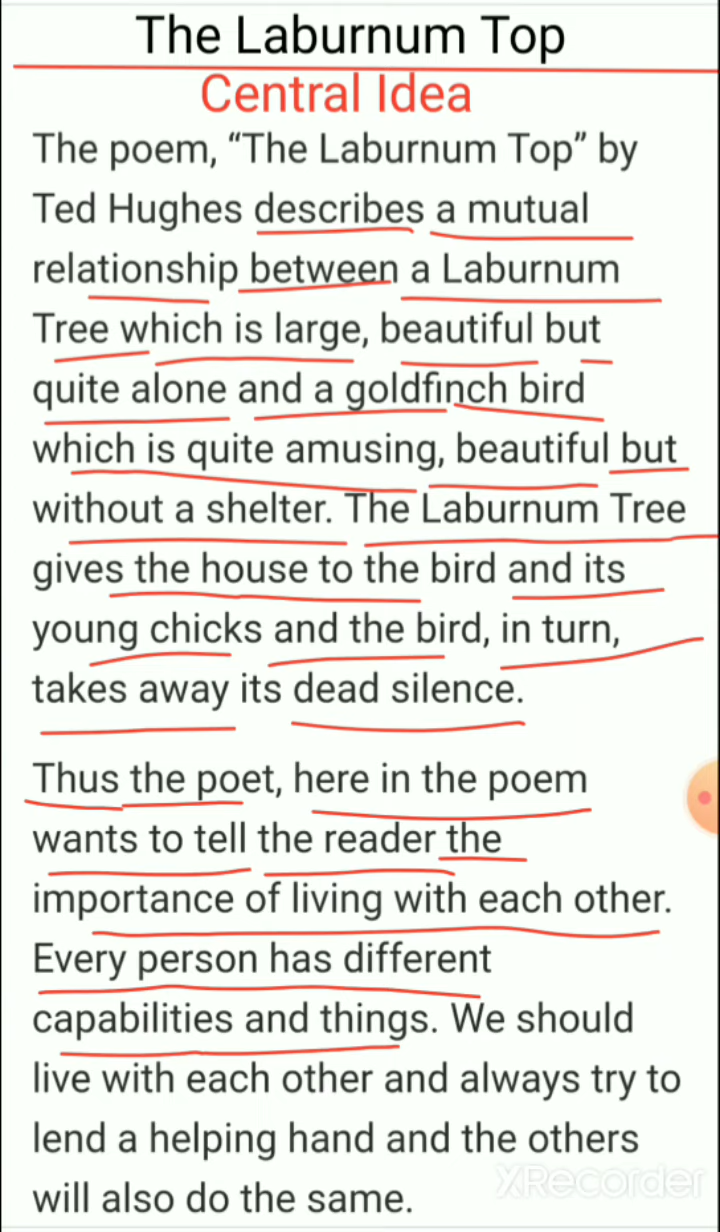 The Laburnum Top
Central Idea
The poem, “The Laburnum Top” by
Ted Hughes describes a mutual
relationship between a Laburnum
Tree which is large, beautiful but
quite alone and a goldfinch bird
which is quite amusing, beautiful but
without a shelter. The Laburnum Tree
gives the house to the bird and its
young chicks and the bird, in turn,
takes away its dead silence.
Thus the poet, here in the poem
wants to tell the reader the
importance of living with each other.
Every person has different
capabilities and things. We should
live with each other and always try to
lend a helping hand and the others
will also do the same.
XRecorder